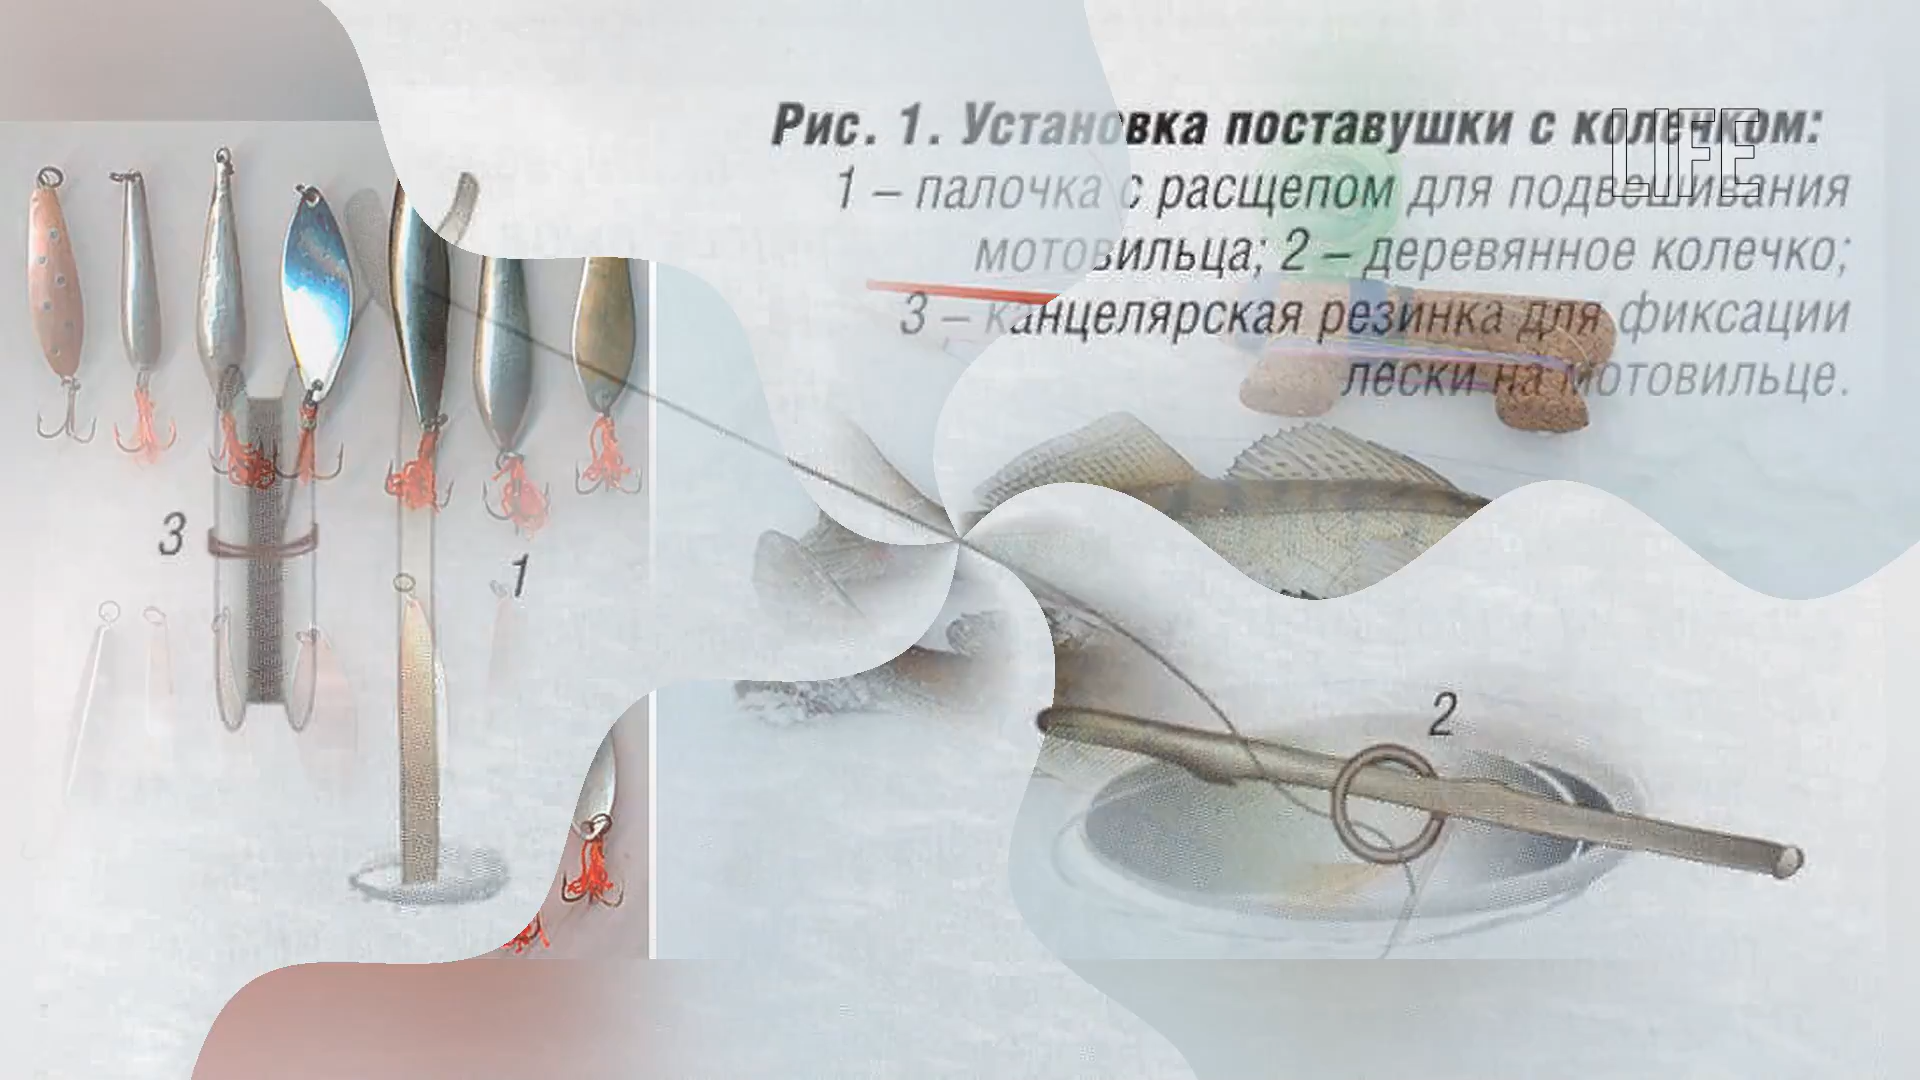 Рис. 1. Установка поставушки с колечком:
1 – палочка с расщепом для подвешивания
мотовильца; 2 – деревянное колечко;
3 – канцелярская резинка для фиксации
лески на мотовильце.
LIFE
3
1
2